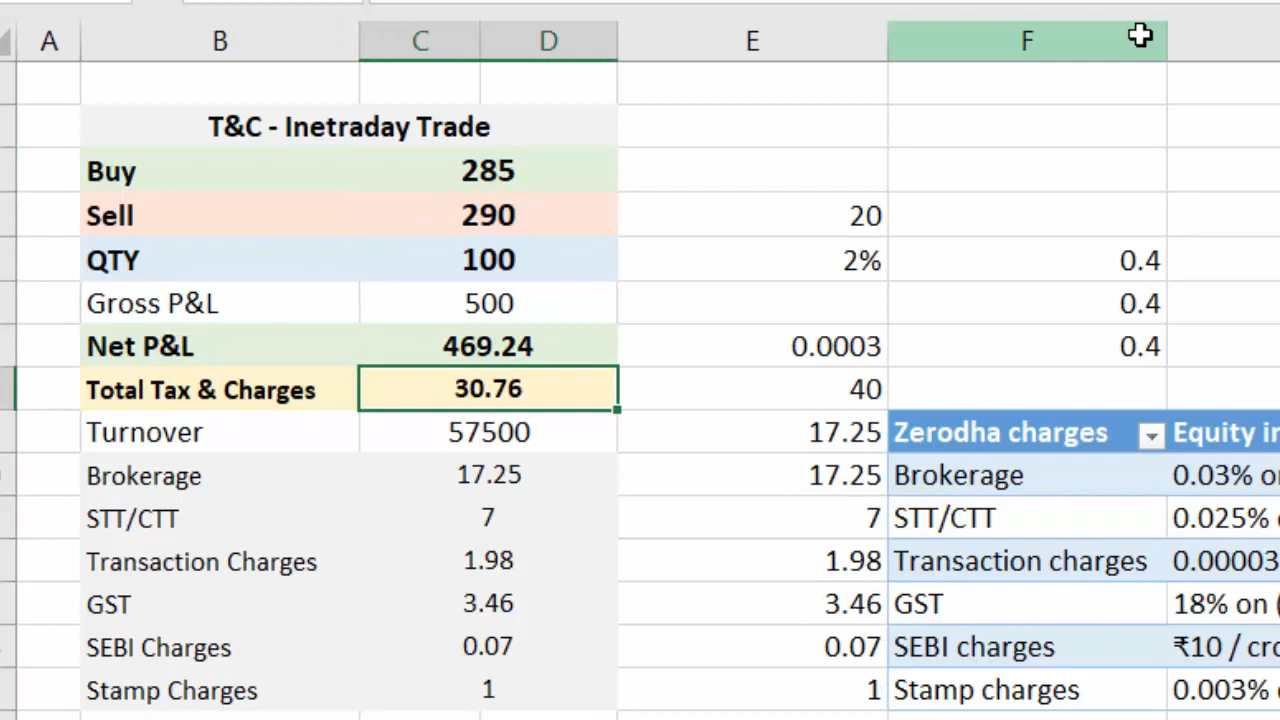 A B C D E F
T&C - Inetraday Trade
Buy 285
Sell 290 20
QTY 100 2% 0.4
Gross P&L 500 0.4
Net P&L 469.24 0.0003 0.4
Total Tax & Charges 30.76 40
Turnover 57500 17.25 Zerodha charges Equity in
Brokerage 17.25 17.25 Brokerage 0.03% o
STT/CTT 7 7 STT/CTT 0.025%
Transaction Charges 1.98 1.98 Transaction charges 0.00003
GST 3.46 3.46 GST 18% on (
SEBI Charges 0.07 0.07 SEBI charges ₹10 / cro
Stamp Charges 1 1 Stamp charges 0.003%